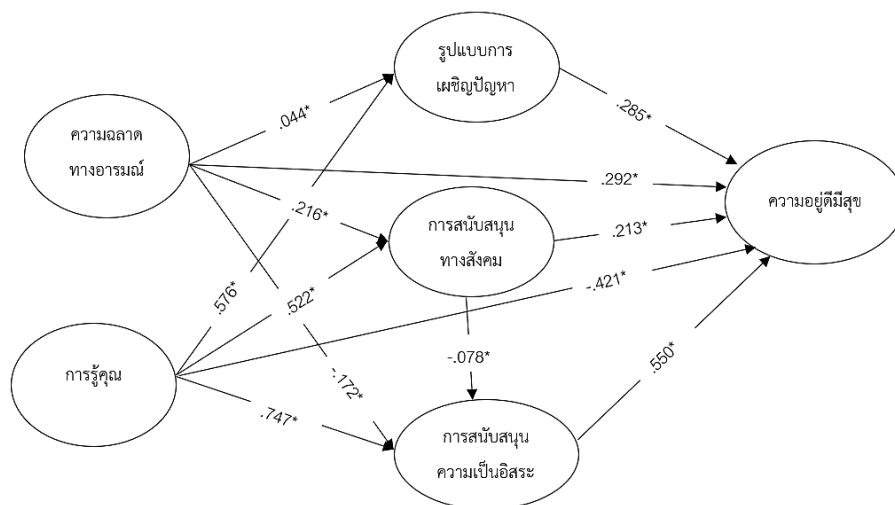 รูปแบบการ
เผชิญปัญหา
.044*
.285*
ความฉลาด
ทางอารมณ์
.292*
ความอยู่ดีมีสุข
.216*
การสนับสนุน
ทางสังคม
.213*
.576*
.522*
-.421*
การรู้คุณ
-.172*
-.078*
.550*
.747*
การสนับสนุน
ความเป็นอิสระ